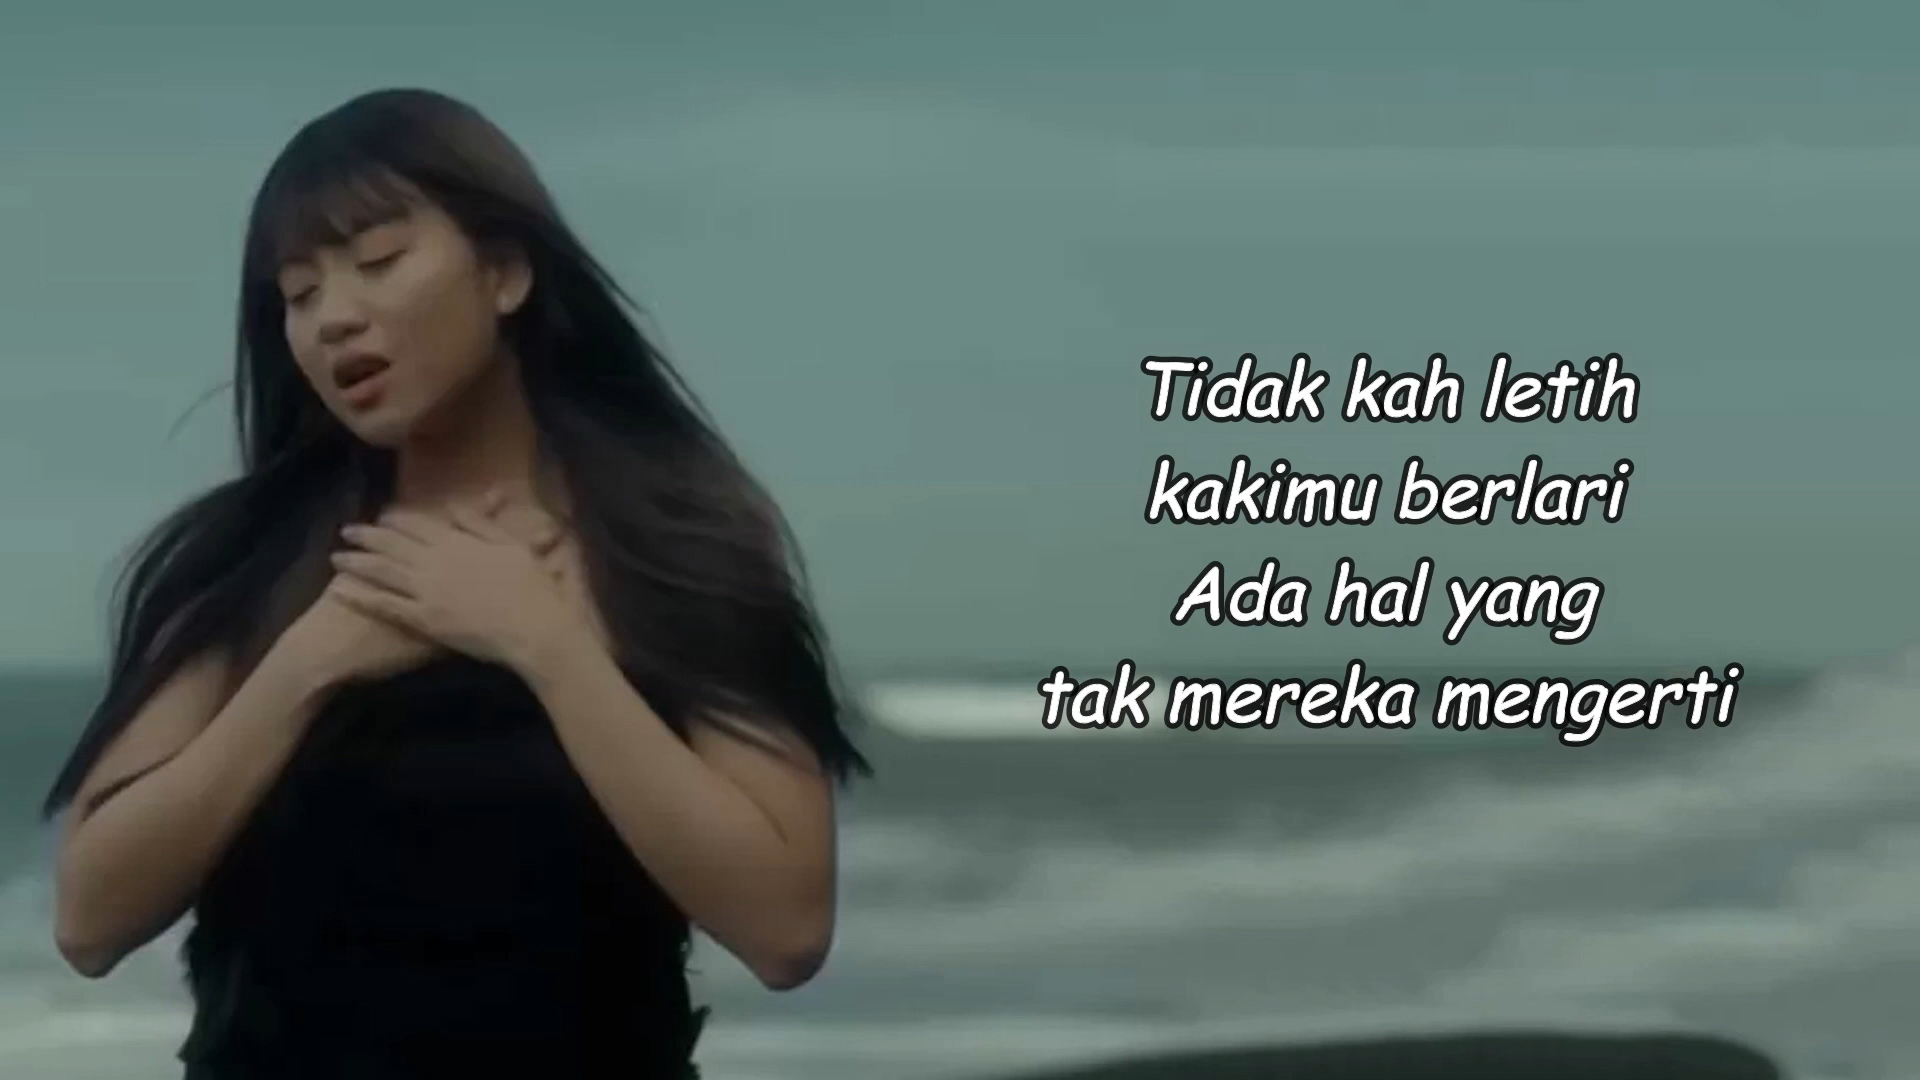 Tidak kah letih
kakimu berlari
Ada hal yang
tak mereka mengerti